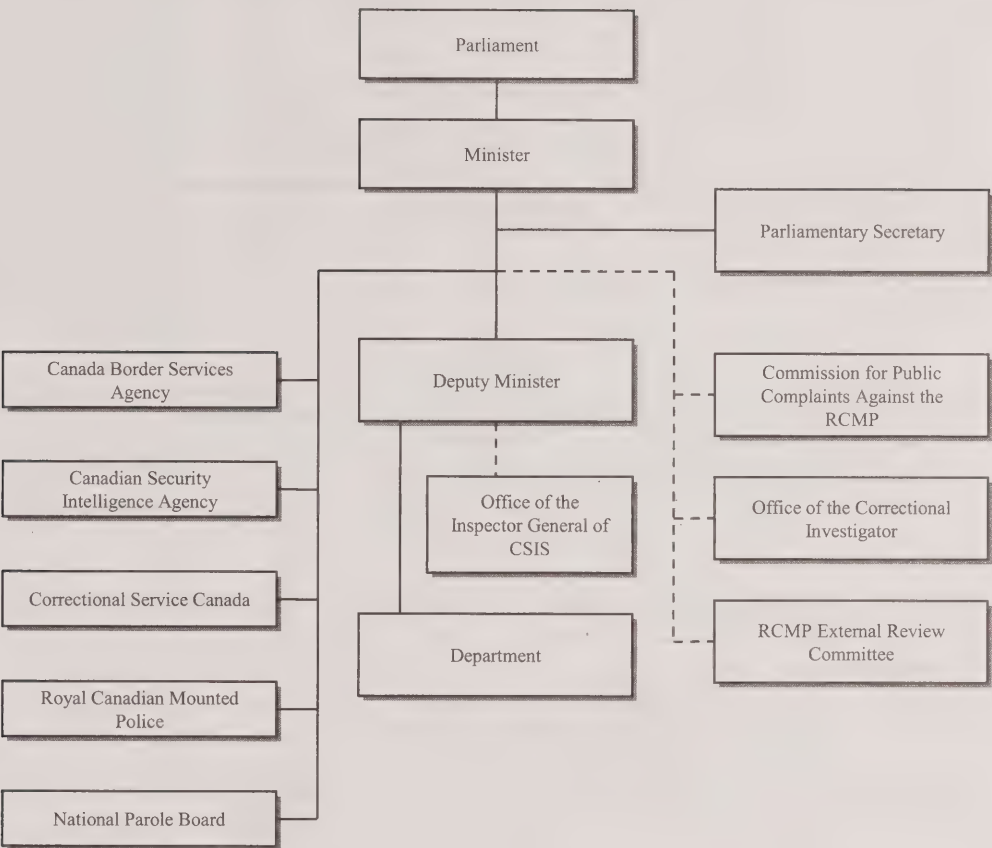 Parliament
Minister
Parliamentary Secretary
Canada Border Services
Agency
Canadian Security
Intelligence Agency
Correctional Service Canada
Royal Canadian Mounted
Police
National Parole Board
Deputy Minister
Office of the
Inspector General of
CSIS
Department
Commission for Public
Complaints Against the
RCMP
Office of the Correctional
Investigator
RCMP External Review
Committee